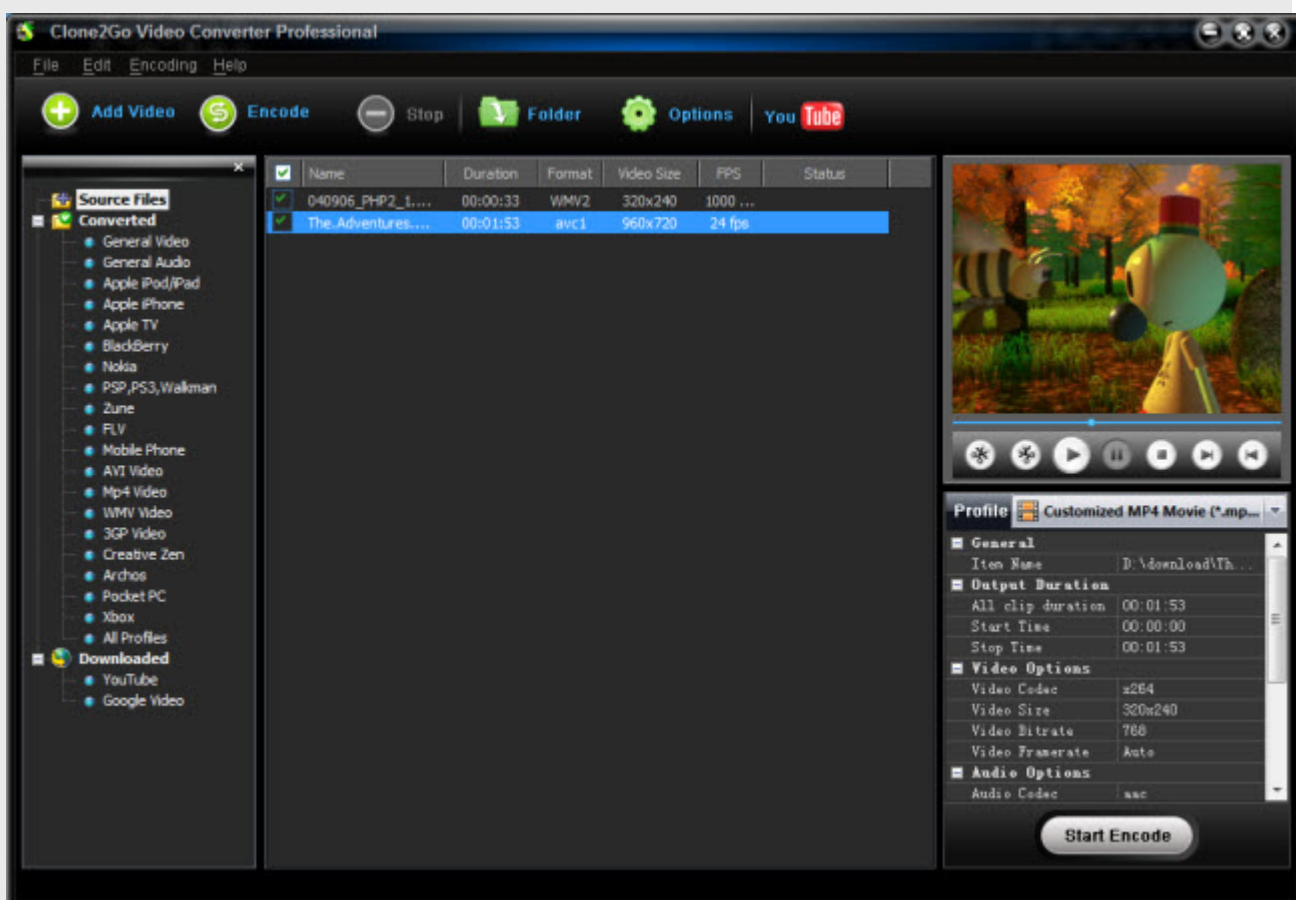 Clone2Go Video Converter Professional
File Edit Encoding Help
Add Video Encode Stop Folder Options You Tube
Source Files
Converted
General Video
General Audio
Apple iPod/iPad
Apple iPhone
Apple TV
BlackBerry
Nokia
PSP,PS3,Walkman
Zune
FLV
Mobile Phone
AVI Video
Mp4 Video
WMV Video
3GP Video
Creative Zen
Archos
Pocket PC
Xbox
All Profiles
Downloaded
YouTube
Google Video
Name Duration Format Video Size FPS Status
040906_PHP2_1.... 00:00:33 WMV2 320x240 1000 ...
The.Adventures.... 00:01:53 avc1 960x720 24 fps
Profile Customized MP4 Movie (*.mp...
General
Item Name D:\download\Th...
Output Duration
All clip duration 00:01:53
Start Time 00:00:00
Stop Time 00:01:53
Video Options
Video Codec x264
Video Size 320x240
Video Bitrate 768
Video Framerate Auto
Audio Options
Audio Codec aac
Start Encode